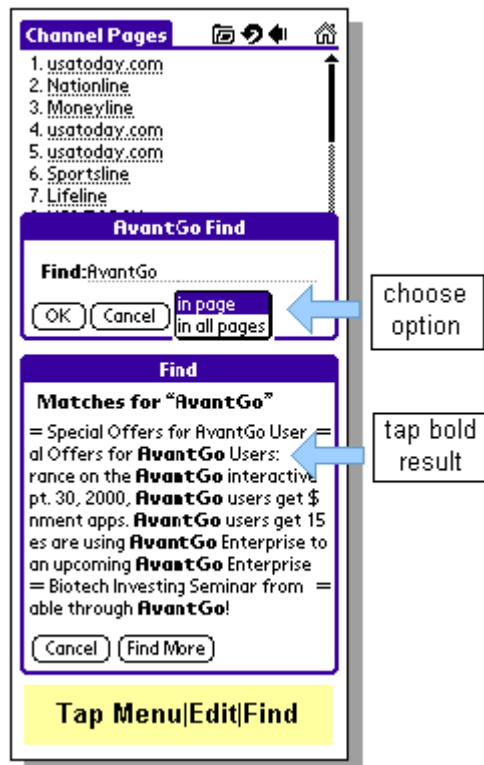 Channel Pages
1. usatoday.com
2. Nationline
3. Moneyline
4. usatoday.com
5. usatoday.com
6. Sportsline
7. Lifeline
AvantGo Find
Find: AvantGo
in page
in all pages
OK Cancel
choose
option
Find
Matches for “AvantGo”
= Special Offers for AvantGo User =
al Offers for AvantGo Users:
rance on the AvantGo interactive
pt. 30, 2000, AvantGo users get $
nment apps. AvantGo users get 15
es are using AvantGo Enterprise to
an upcoming AvantGo Enterprise
= Biotech Investing Seminar from =
able through AvantGo!
tap bold
result
Cancel Find More
Tap Menu|Edit|Find